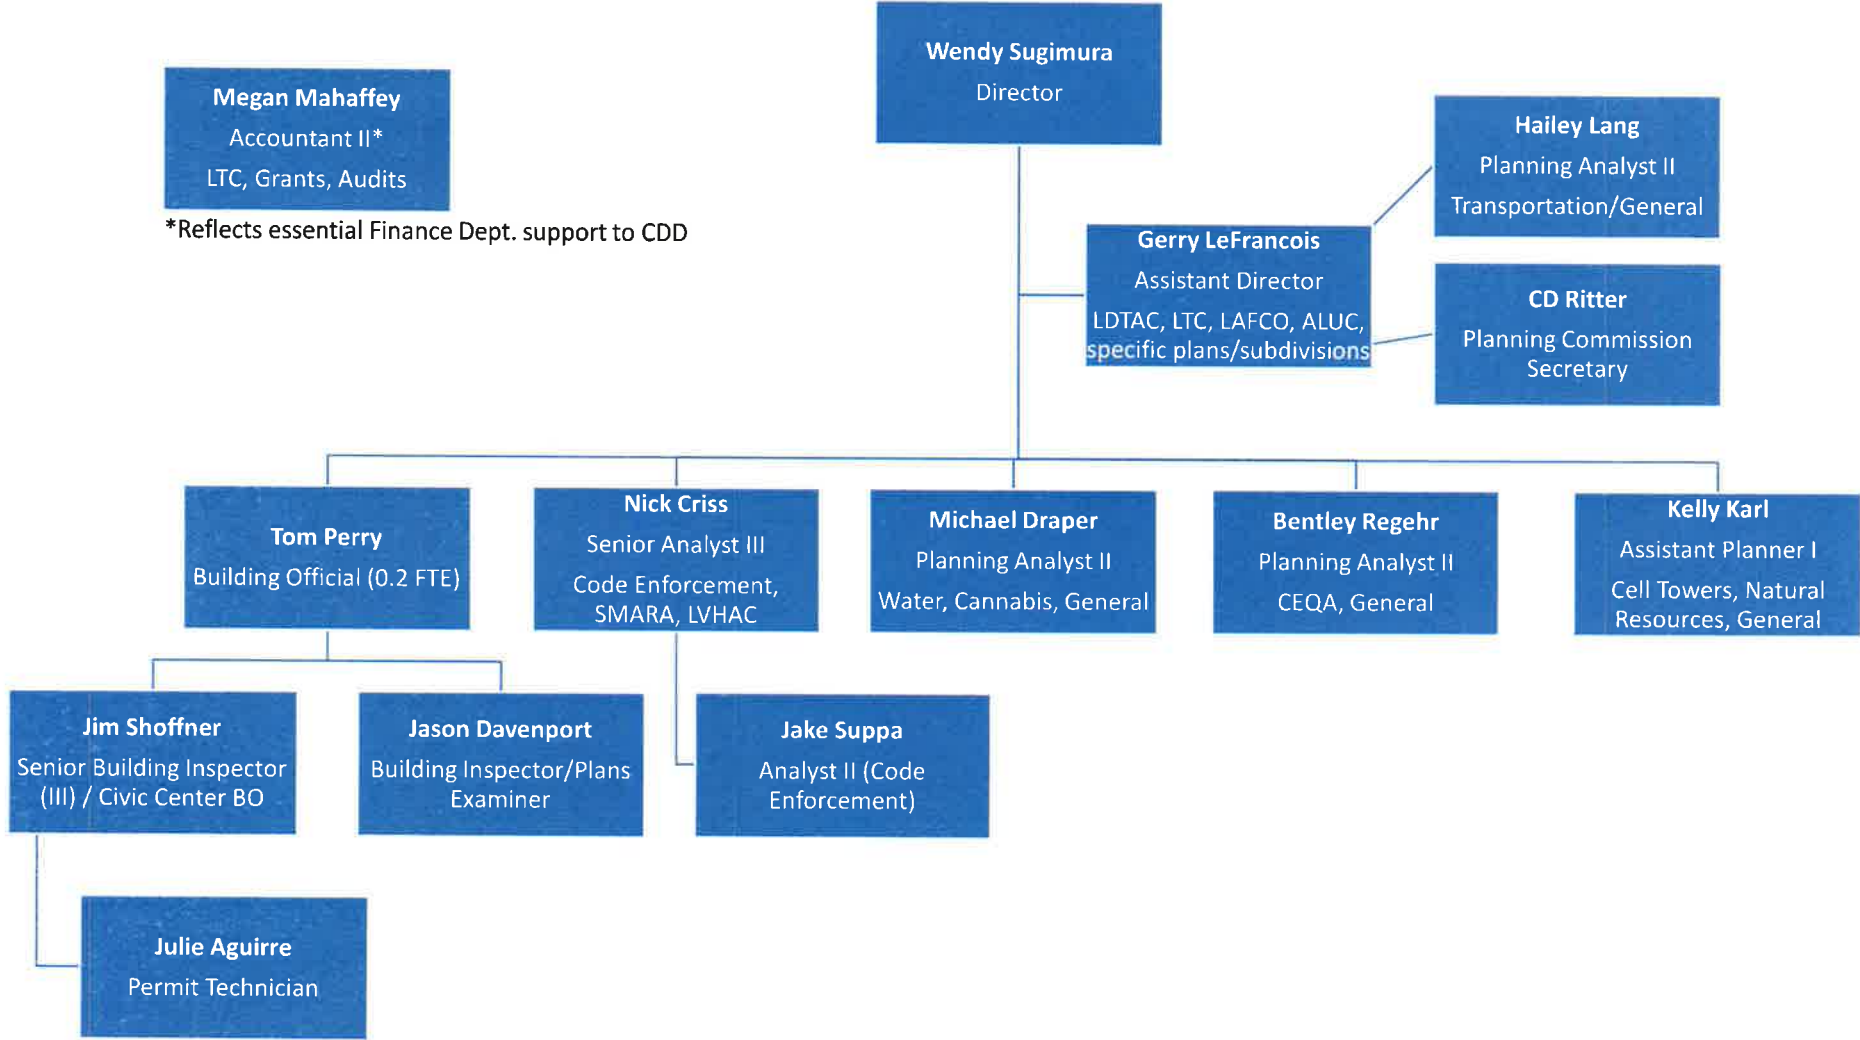 Wendy Sugimura
Director
Megan Mahaffey
Accountant II*
LTC, Grants, Audits
*Reflects essential Finance Dept. support to CDD
Hailey Lang
Planning Analyst II
Transportation/General
Gerry LeFrancois
Assistant Director
LDTAC, LTC, LAFCO, ALUC,
specific plans/subdivisions
CD Ritter
Planning Commission
Secretary
Tom Perry
Building Official (0.2 FTE)
Nick Criss
Senior Analyst III
Code Enforcement,
SMARA, LVHAC
Michael Draper
Planning Analyst II
Water, Cannabis, General
Bentley Regehr
Planning Analyst II
CEQA, General
Kelly Karl
Assistant Planner I
Cell Towers, Natural
Resources, General
Jim Shoffner
Senior Building Inspector
(III) / Civic Center BO
Jason Davenport
Building Inspector/Plans
Examiner
Jake Suppa
Analyst II (Code
Enforcement)
Julie Aguirre
Permit Technician